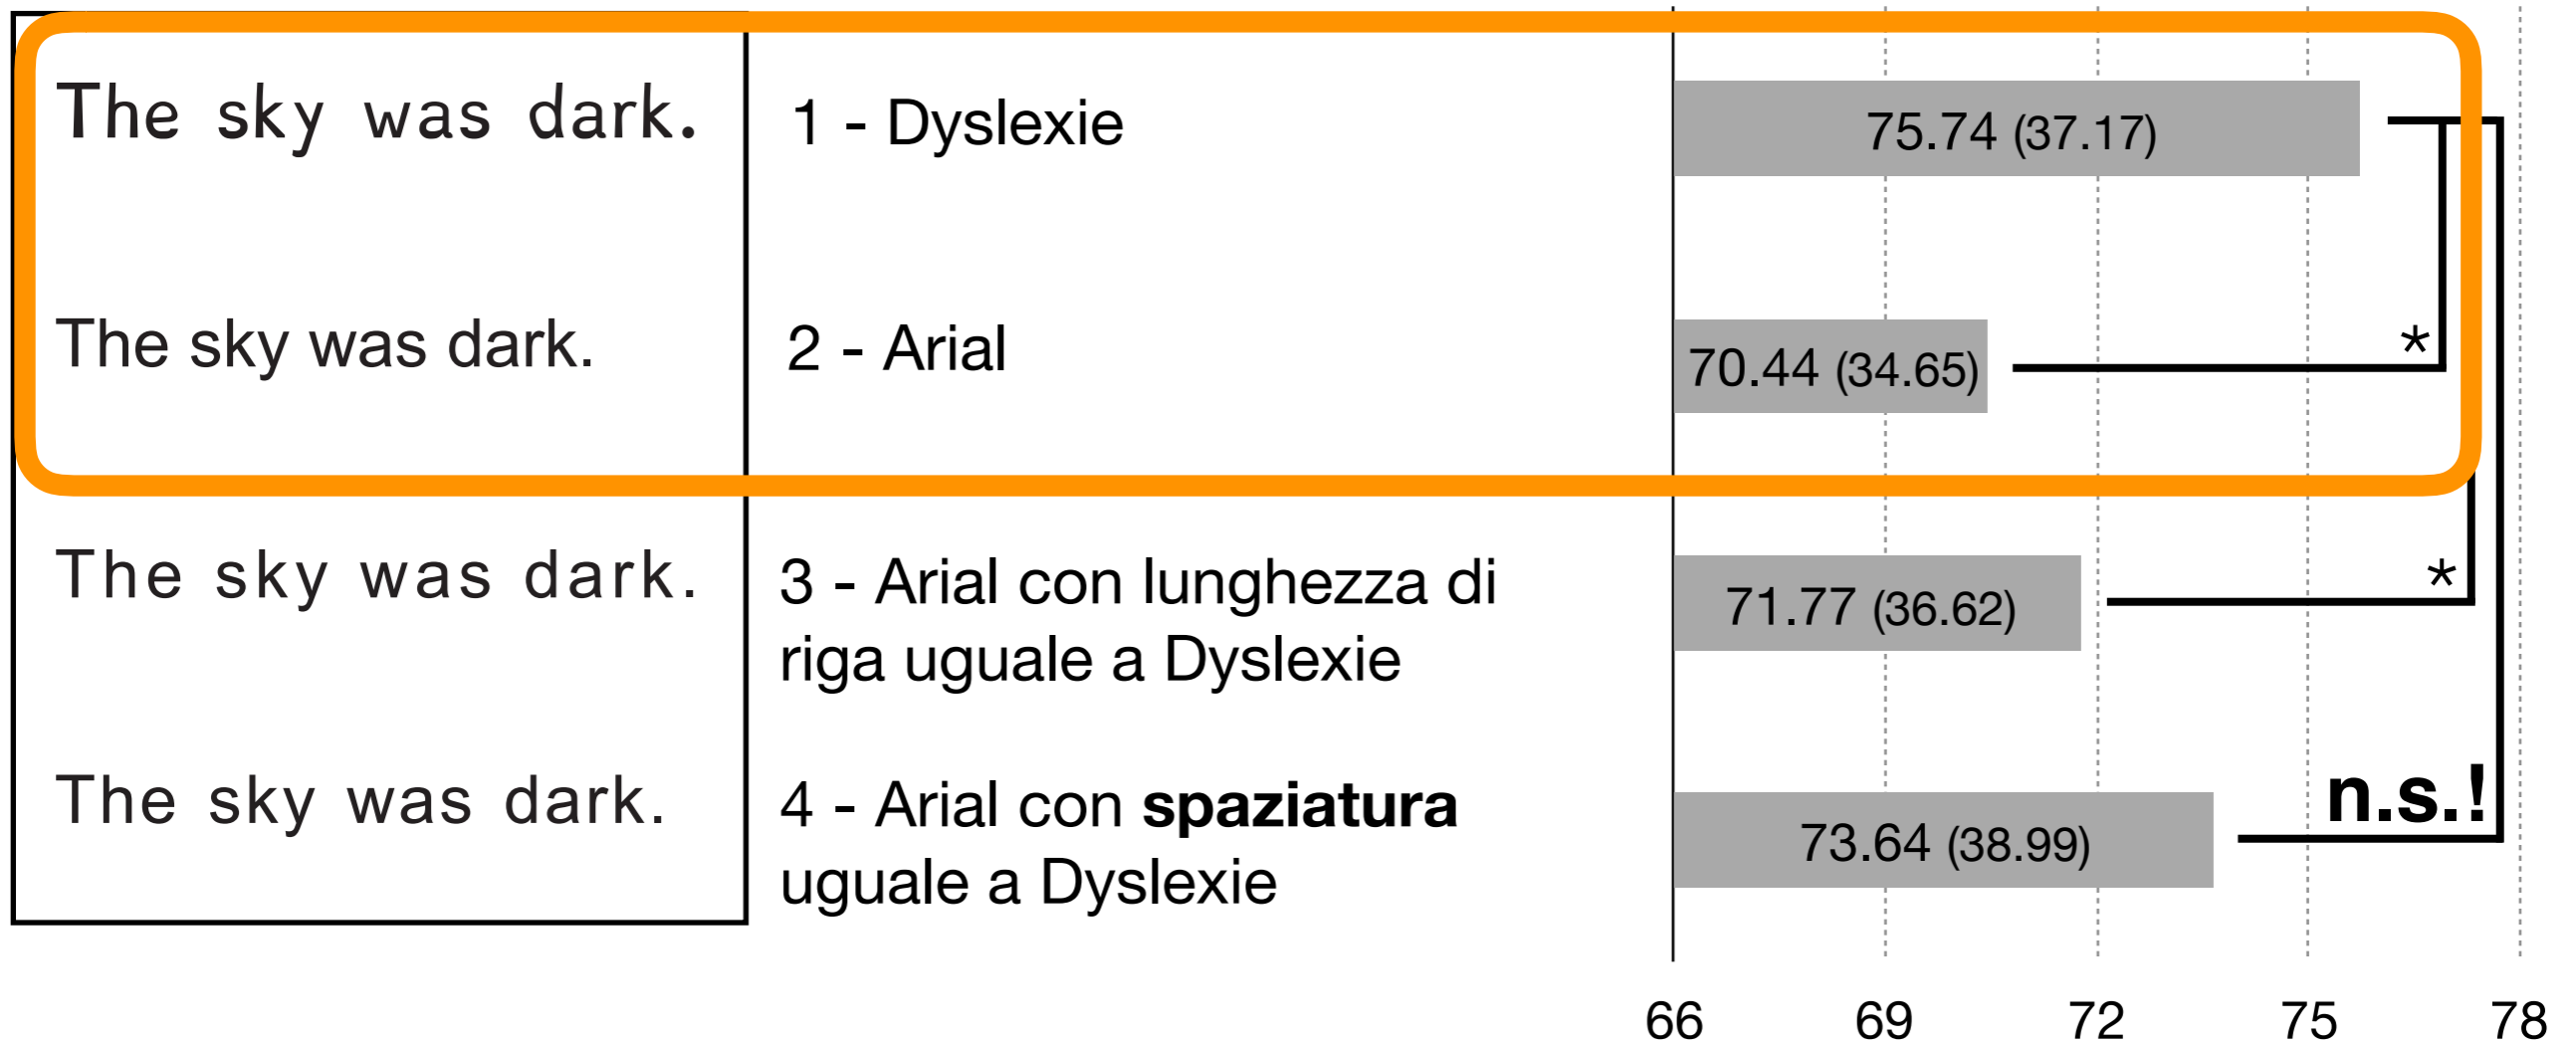 The sky was dark.
1 - Dyslexie
75.74 (37.17)
The sky was dark.
2 - Arial
70.44 (34.65)
*
The sky was dark.
3 - Arial con lunghezza di
riga uguale a Dyslexie
71.77 (36.62)
*
The sky was dark.
4 - Arial con spaziatura
uguale a Dyslexie
73.64 (38.99)
n.s.!
66 69 72 75 78